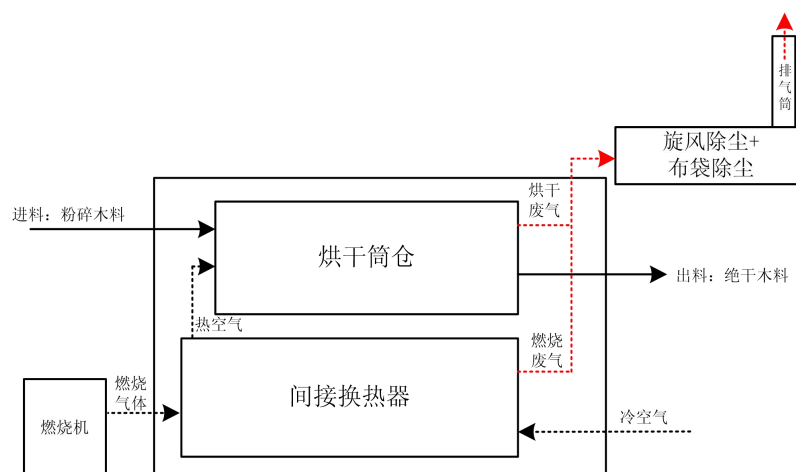 排
气
筒
旋风除尘+
布袋除尘
烘干
废气
进料：粉碎木料
烘干筒仓
出料：绝干木料
热空气
燃烧
废气
燃烧
气体
间接换热器
冷空气
燃烧机